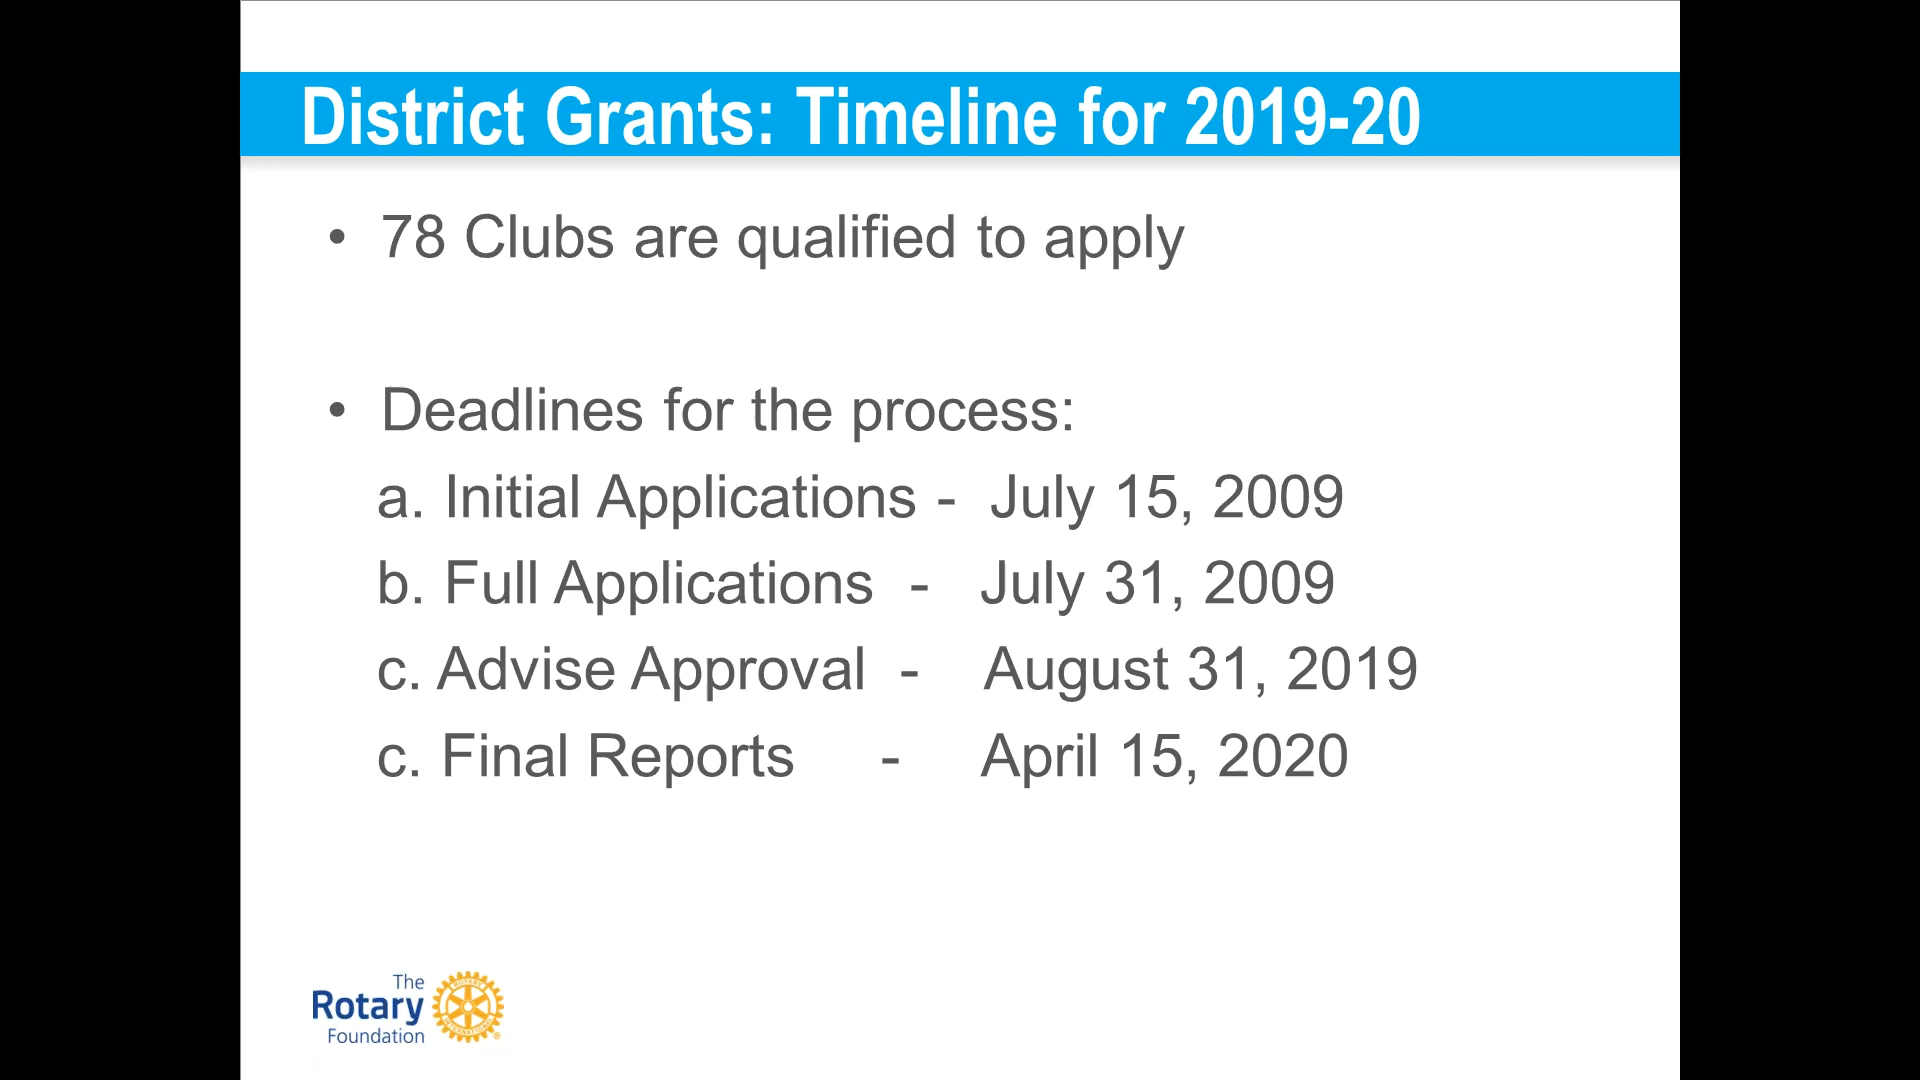 District Grants: Timeline for 2019-20
• 78 Clubs are qualified to apply
• Deadlines for the process:
a. Initial Applications - July 15, 2009
b. Full Applications - July 31, 2009
c. Advise Approval - August 31, 2019
c. Final Reports - April 15, 2020
The
Rotary
Foundation
ROTARY
INTERNATIONAL